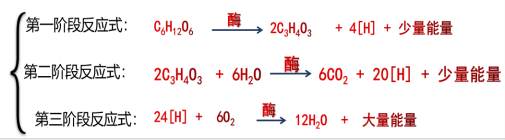 第一阶段反应式： C₆H₁₂O₆ 酶→ 2C₃H₄O₃ + 4[H] + 少量能量
第二阶段反应式： 2C₃H₄O₃ + 6H₂O 酶→ 6CO₂ + 20[H] + 少量能量
第三阶段反应式： 24[H] + 6O₂ 酶→ 12H₂O + 大量能量